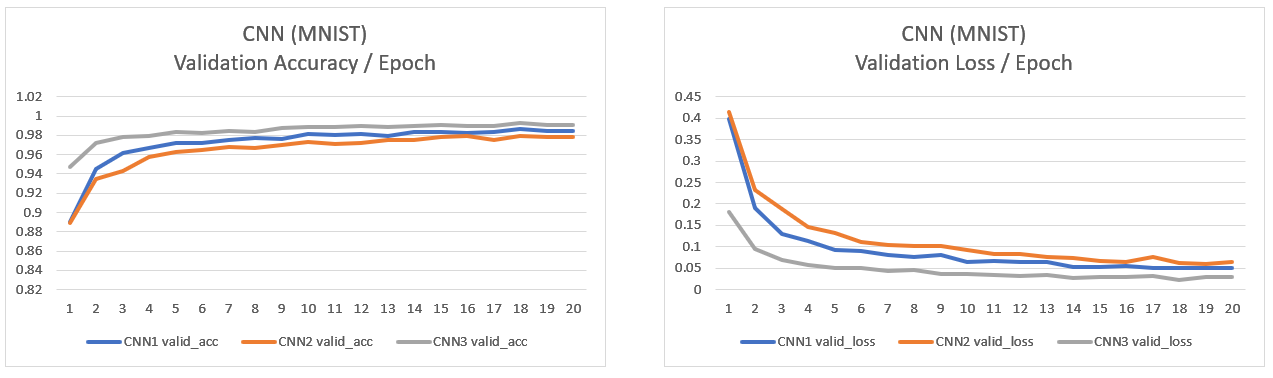 CNN (MNIST)
Validation Accuracy / Epoch
1.02
1
0.98
0.96
0.94
0.92
0.9
0.88
0.86
0.84
0.82
1 2 3 4 5 6 7 8 9 10 11 12 13 14 15 16 17 18 19 20
CNN1 valid_acc CNN2 valid_acc CNN3 valid_acc
CNN (MNIST)
Validation Loss / Epoch
0.45
0.4
0.35
0.3
0.25
0.2
0.15
0.1
0.05
0
1 2 3 4 5 6 7 8 9 10 11 12 13 14 15 16 17 18 19 20
CNN1 valid_loss CNN2 valid_loss CNN3 valid_loss